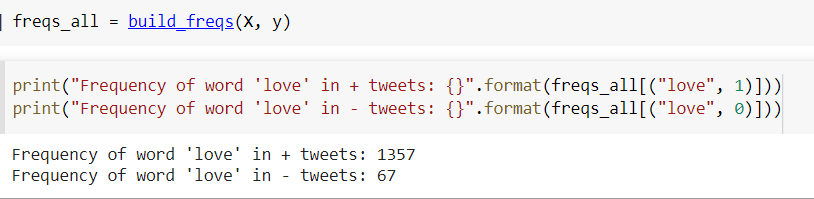 freqs_all = build_freqs(X, y)
print("Frequency of word 'love' in + tweets: {}".format(freqs_all[("love", 1)]))
print("Frequency of word 'love' in - tweets: {}".format(freqs_all[("love", 0)]))
Frequency of word 'love' in + tweets: 1357
Frequency of word 'love' in - tweets: 67